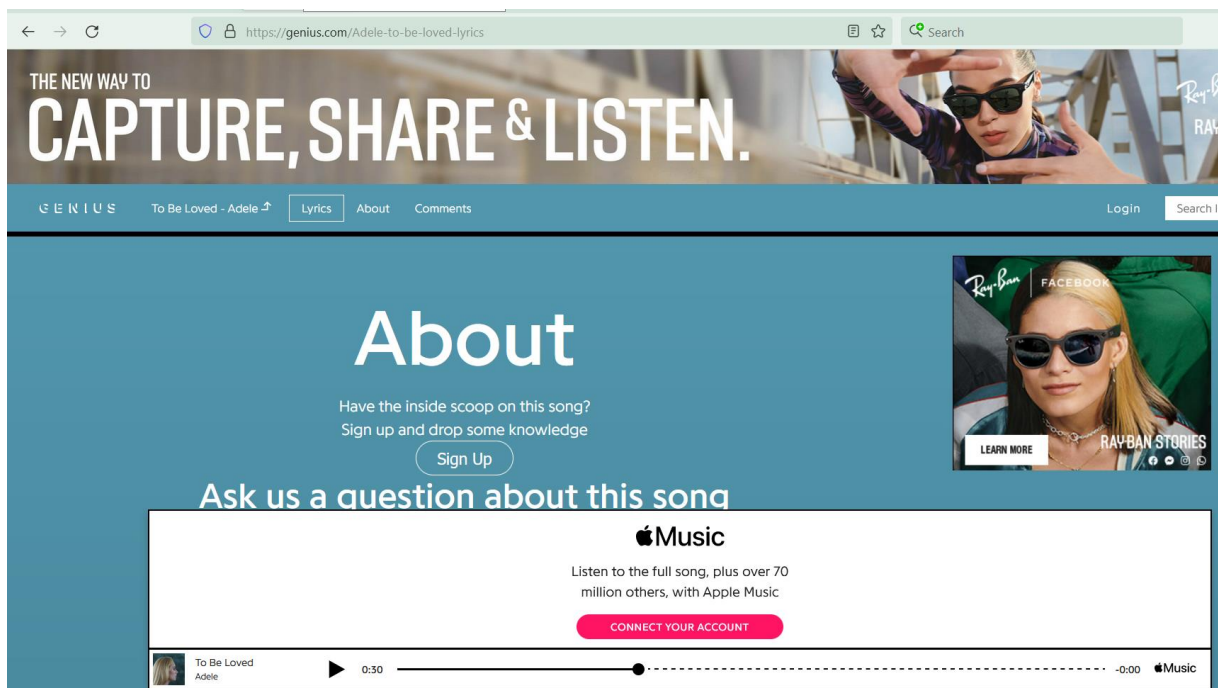 https://genius.com/Adele-to-be-loved-lyrics
Search
THE NEW WAY TO
CAPTURE, SHARE & LISTEN.
Ray-B
RAY
GENIUS
To Be Loved - Adele
Lyrics
About
Comments
Login
Search l
Ray-Ban
FACEBOOK
About
Have the inside scoop on this song?
Sign up and drop some knowledge
Sign Up
LEARN MORE
RAY-BAN STORIES
Ask us a question about this song
Music
Listen to the full song, plus over 70
million others, with Apple Music
CONNECT YOUR ACCOUNT
To Be Loved
Adele
0:30
-0:00
Music